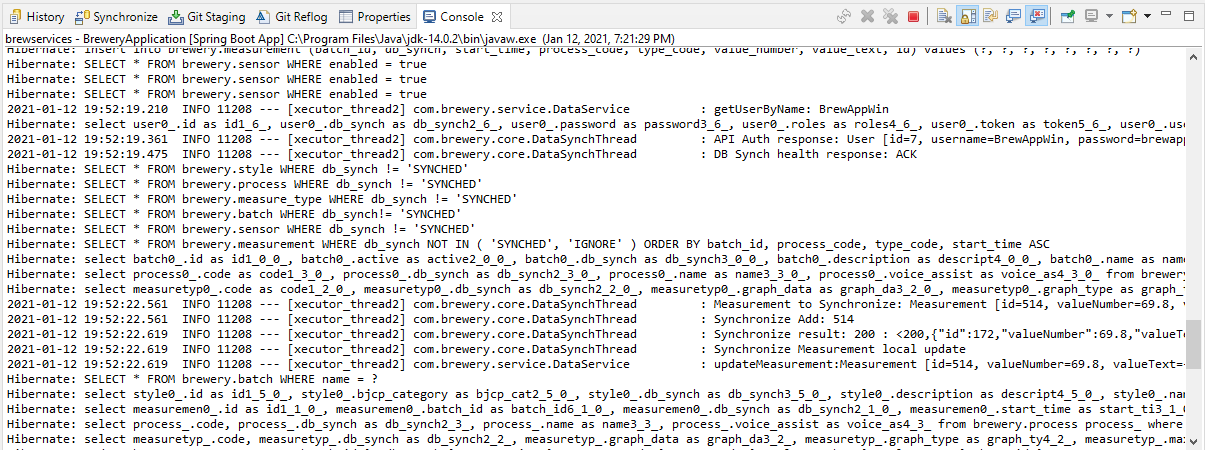 History Synchronize Git Staging Git Reflog Properties Console
brewservices - BreweryApplication [Spring Boot App] C:\Program Files\Java\jdk-14.0.2\bin\javaw.exe (Jan 12, 2021, 7:21:29 PM)
Hibernate: insert into brewery.measurement (batch_id, db_synch, start_time, process_code, type_code, value_number, value_text, id) values (?, ?, ?, ?, ?, ?, ?, ?)
Hibernate: SELECT * FROM brewery.sensor WHERE enabled = true
Hibernate: SELECT * FROM brewery.sensor WHERE enabled = true
Hibernate: SELECT * FROM brewery.sensor WHERE enabled = true
2021-01-12 19:52:19.210 INFO 11208 --- [xecutor_thread2] com.brewery.service.DataService : getUserByName: BrewAppWin
Hibernate: select user0_.id as id1_6_, user0_.db_synch as db_synch2_6_, user0_.password as password3_6_, user0_.roles as roles4_6_, user0_.token as token5_6_, user0_.use
2021-01-12 19:52:19.361 INFO 11208 --- [xecutor_thread2] com.brewery.core.DataSynchThread : API Auth response: User [id=7, username=BrewAppWin, password=brewapp
2021-01-12 19:52:19.475 INFO 11208 --- [xecutor_thread2] com.brewery.core.DataSynchThread : DB Synch health response: ACK
Hibernate: SELECT * FROM brewery.style WHERE db_synch != 'SYNCHED'
Hibernate: SELECT * FROM brewery.process WHERE db_synch != 'SYNCHED'
Hibernate: SELECT * FROM brewery.measure_type WHERE db_synch != 'SYNCHED'
Hibernate: SELECT * FROM brewery.batch WHERE db_synch!= 'SYNCHED'
Hibernate: SELECT * FROM brewery.sensor WHERE db_synch != 'SYNCHED'
Hibernate: SELECT * FROM brewery.measurement WHERE db_synch NOT IN ( 'SYNCHED', 'IGNORE' ) ORDER BY batch_id, process_code, type_code, start_time ASC
Hibernate: select batch0_.id as id1_0_0_, batch0_.active as active2_0_0_, batch0_.db_synch as db_synch3_0_0_, batch0_.description as descript4_0_0_, batch0_.name as name
Hibernate: select process0_.code as code1_3_0_, process0_.db_synch as db_synch2_3_0_, process0_.name as name3_3_0_, process0_.voice_assist as voice_as4_3_0_ from brewery
Hibernate: select measuretyp0_.code as code1_2_0_, measuretyp0_.db_synch as db_synch2_2_0_, measuretyp0_.graph_data as graph_da3_2_0_, measuretyp0_.graph_type as graph_t
2021-01-12 19:52:22.561 INFO 11208 --- [xecutor_thread2] com.brewery.core.DataSynchThread : Measurement to Synchronize: Measurement [id=514, valueNumber=69.8, v
2021-01-12 19:52:22.561 INFO 11208 --- [xecutor_thread2] com.brewery.core.DataSynchThread : Synchronize Add: 514
2021-01-12 19:52:22.619 INFO 11208 --- [xecutor_thread2] com.brewery.core.DataSynchThread : Synchronize result: 200 : <200,{"id":172,"valueNumber":69.8,"valueTe
2021-01-12 19:52:22.619 INFO 11208 --- [xecutor_thread2] com.brewery.core.DataSynchThread : Synchronize Measurement local update
2021-01-12 19:52:22.619 INFO 11208 --- [xecutor_thread2] com.brewery.service.DataService : updateMeasurement:Measurement [id=514, valueNumber=69.8, valueText=
Hibernate: SELECT * FROM brewery.batch WHERE name = ?
Hibernate: select style0_.id as id1_5_0_, style0_.bjcp_category as bjcp_cat2_5_0_, style0_.db_synch as db_synch3_5_0_, style0_.description as descript4_5_0_, style0_.nam
Hibernate: select measuremen0_.id as id1_1_0_, measuremen0_.batch_id as batch_id6_1_0_, measuremen0_.db_synch as db_synch2_1_0_, measuremen0_.start_time as start_ti3_1_0
Hibernate: select process_.code, process_.db_synch as db_synch2_3_, process_.name as name3_3_, process_.voice_assist as voice_as4_3_ from brewery.process process_ where
Hibernate: select measuretyp_.code, measuretyp_.db_synch as db_synch2_2_, measuretyp_.graph_data as graph_da3_2_, measuretyp_.graph_type as graph_ty4_2_, measuretyp_.max